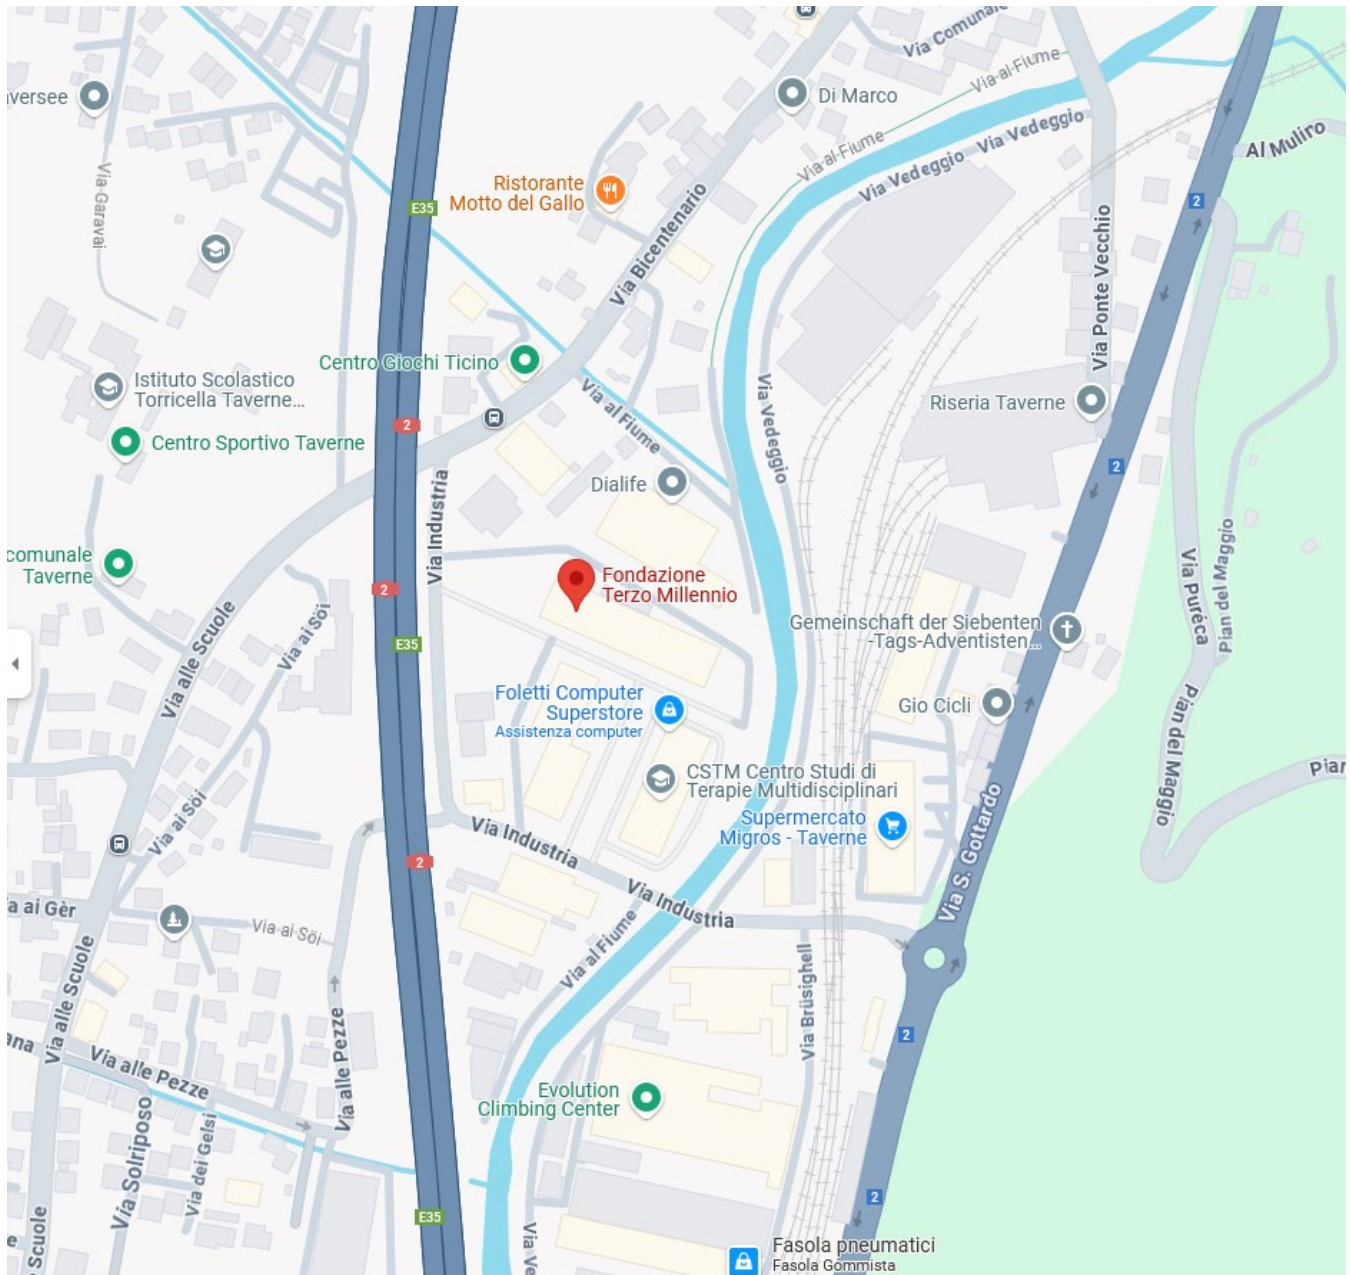 Via Comunale
Via al Fiume
aversee
Di Marco
Via Vedeggio
Al Muliro
Via al Fiume
Via Garavai
Ristorante
Motto del Gallo
Via Vedeggio
2
E35
Via Bicentenario
Via Ponte Vecchio
Centro Giochi Ticino
Istituto Scolastico
Torricella Taverne...
Via al Fiume
Via Vedeggio
Riseria Taverne
2
Centro Sportivo Taverne
2
Dialife
Via Industria
comunale
Taverne
2
Fondazione
Terzo Millennio
Via Puréca
Pian del Maggio
Via alle Scuole
Via ai Söi
E35
Gemeinschaft der Siebenten
-Tags-Adventisten...
Foletti Computer
Superstore
Assistenza computer
Gio Cicli
Pian del Maggio
CSTM Centro Studi di
Terapie Multidisciplinari
Pian
Via ai Söi
Via Industria
Supermercato
Migros - Taverne
Via S. Gottardo
2
a ai Gèr
Via ai Söi
Via Industria
Via al Fiume
Via alle Scuole
Via Brüsighell
2
ana
Via alle Pezze
Via alle Pezze
Evolution
Climbing Center
Via Solriposo
Via dei Gelsi
2
E35
Scuole
e
Via Ve
Fasola pneumatici
Fasola Gommista